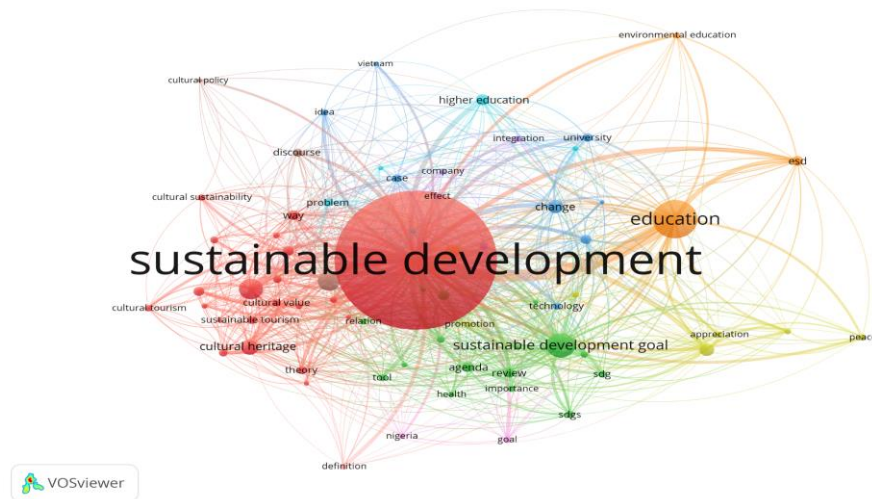 environmental education
vietnam
cultural policy
higher education
idea
integration
university
discourse
esd
company
case
effect
cultural sustainability
problem
change
way
education
sustainable development
cultural value
cultural tourism
technology
sustainable tourism
relation
promotion
appreciation
peace
cultural heritage
sustainable development goal
theory
agenda
review
sdg
tool
importance
health
sdgs
nigeria
goal
definition
VOSviewer